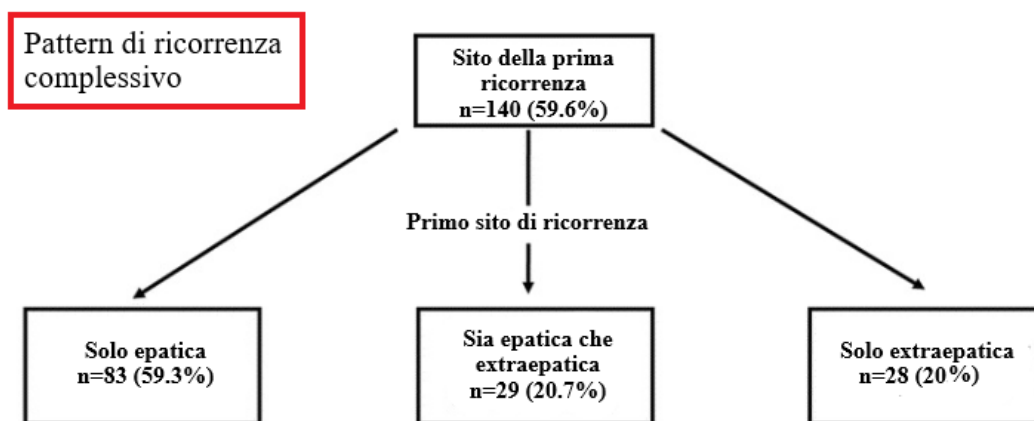 Pattern di ricorrenza
complessivo
Sito della prima
ricorrenza
n=140 (59.6%)
Primo sito di ricorrenza
Solo epatica
n=83 (59.3%)
Sia epatica che
extraepatica
n=29 (20.7%)
Solo extraepatica
n=28 (20%)